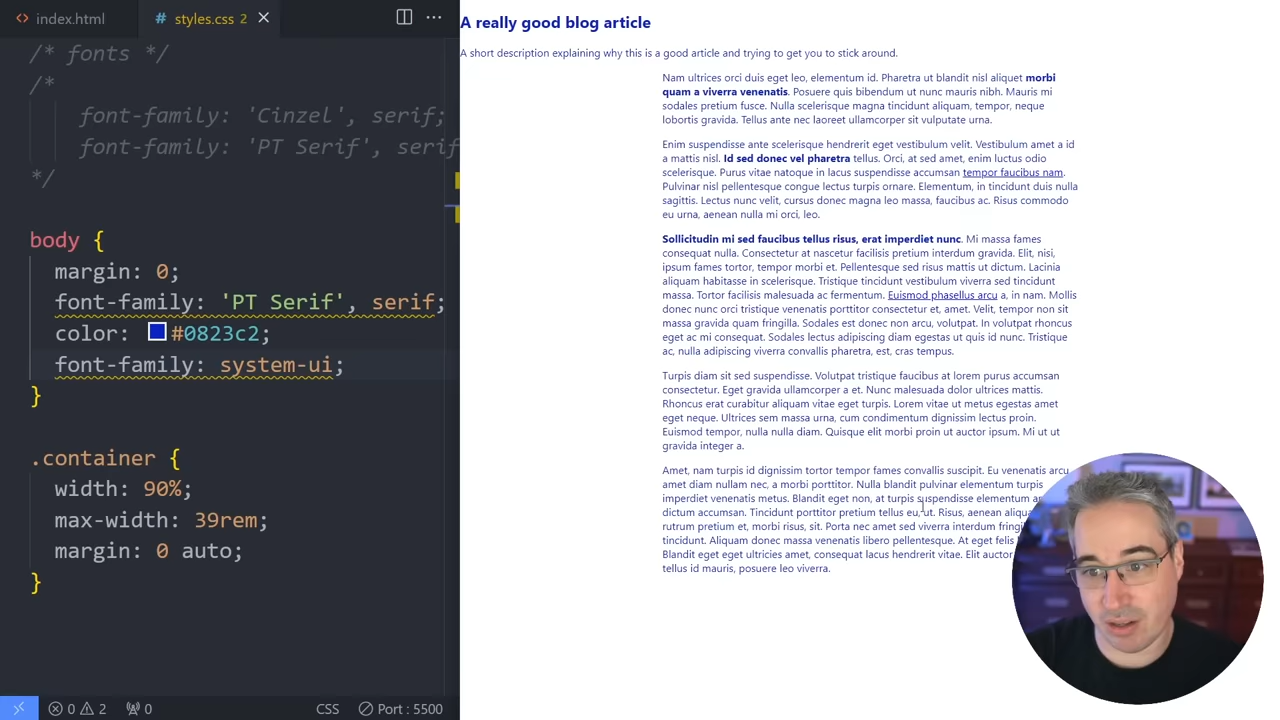 index.html
styles.css 2
/* fonts */
/*
font-family: 'Cinzel', serif;
font-family: 'PT Serif', serif
*/
body {
margin: 0;
font-family: 'PT Serif', serif;
color: #0823c2;
font-family: system-ui;
}
.container {
width: 90%;
max-width: 39rem;
margin: 0 auto;
}
0 2 0
CSS
Port : 5500
A really good blog article
A short description explaining why this is a good article and trying to get you to stick around.
Nam ultrices orci duis eget leo, elementum id. Pharetra ut blandit nisl aliquet morbi
quam a viverra venenatis. Posuere quis bibendum ut nunc mauris nibh. Mauris mi
sodales pretium fusce. Nulla scelerisque magna tincidunt aliquam, tempor, neque
lobortis gravida. Tellus ante nec laoreet ullamcorper sit vulputate urna.
Enim suspendisse ante scelerisque hendrerit eget vestibulum velit. Vestibulum amet a id
a mattis nisl. Id sed donec vel pharetra tellus. Orci, at sed amet, enim luctus odio
scelerisque. Purus vitae natoque in lacus suspendisse accumsan tempor faucibus nam.
Pulvinar nisl pellentesque congue lectus turpis ornare. Elementum, in tincidunt duis nulla
sagittis. Lectus nunc velit, cursus donec magna leo massa, faucibus ac. Risus commodo
eu urna, aenean nulla mi orci, leo.
Sollicitudin mi sed faucibus tellus risus, erat imperdiet nunc. Mi massa fames
consequat nulla. Consectetur at nascetur facilisis pretium interdum gravida. Elit, nisi,
ipsum fames tortor, tempor morbi et. Pellentesque sed risus mattis ut dictum. Lacinia
aliquam habitasse in scelerisque. Tristique tincidunt vestibulum viverra sed tincidunt
massa. Tortor facilisis malesuada ac fermentum. Euismod phasellus arcu a, in nam. Mollis
donec nunc orci tristique venenatis porttitor consectetur et, amet. Velit, tempor non sit
massa gravida quam fringilla. Sodales est donec non arcu, volutpat. In volutpat rhoncus
eget ac mi consequat. Sodales lectus adipiscing diam egestas ut quis id nunc. Tristique
ac, nulla adipiscing viverra convallis pharetra, est, cras tempus.
Turpis diam sit sed suspendisse. Volutpat tristique faucibus at lorem purus accumsan
consectetur. Eget gravida ullamcorper a et. Nunc malesuada dolor ultrices mattis.
Rhoncus erat curabitur aliquam vitae eget turpis. Lorem vitae ut metus egestas amet
eget neque. Ultrices sem massa urna, cum condimentum dignissim lectus proin.
Euismod tempor, nulla nulla diam. Quisque elit morbi proin ut auctor ipsum. Mi ut ut
gravida integer a.
Amet, nam turpis id dignissim tortor tempor fames convallis suscipit. Eu venenatis arcu
amet diam nullam nec, a morbi porttitor. Nulla blandit pulvinar elementum turpis
imperdiet venenatis metus. Blandit eget non, at turpis suspendisse elementum
dictum accumsan. Tincidunt porttitor pretium tellus eu, ut. Risus, aenean
rutrum pretium et, morbi risus, sit. Porta nec amet sed viverra interdum
tincidunt. Aliquam donec massa venenatis libero pellentesque. At eget felis
Blandit eget eget ultricies amet, consequat lacus hendrerit vitae. Elit auctor
tellus id mauris, posuere leo viverra.